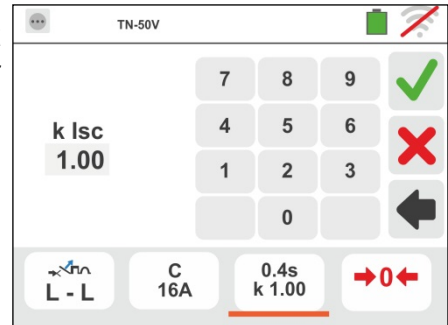 TN-50V
7 8 9
4 5 6
1 2 3
0
k Isc
1.00
L - L
C
16A
0.4s
k 1.00
0